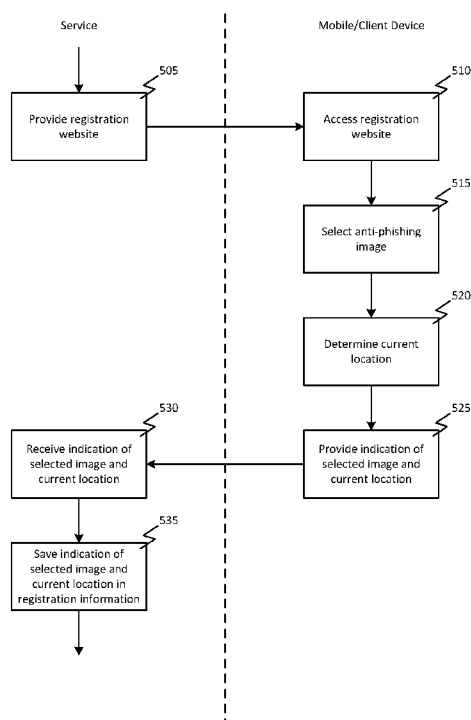 Service
Mobile/Client Device
505
Provide registration
website
510
Access registration
website
515
Select anti-phishing
image
520
Determine current
location
525
Provide indication of
selected image and
current location
530
Receive indication of
selected image and
current location
535
Save indication of
selected image and
current location in
registration information